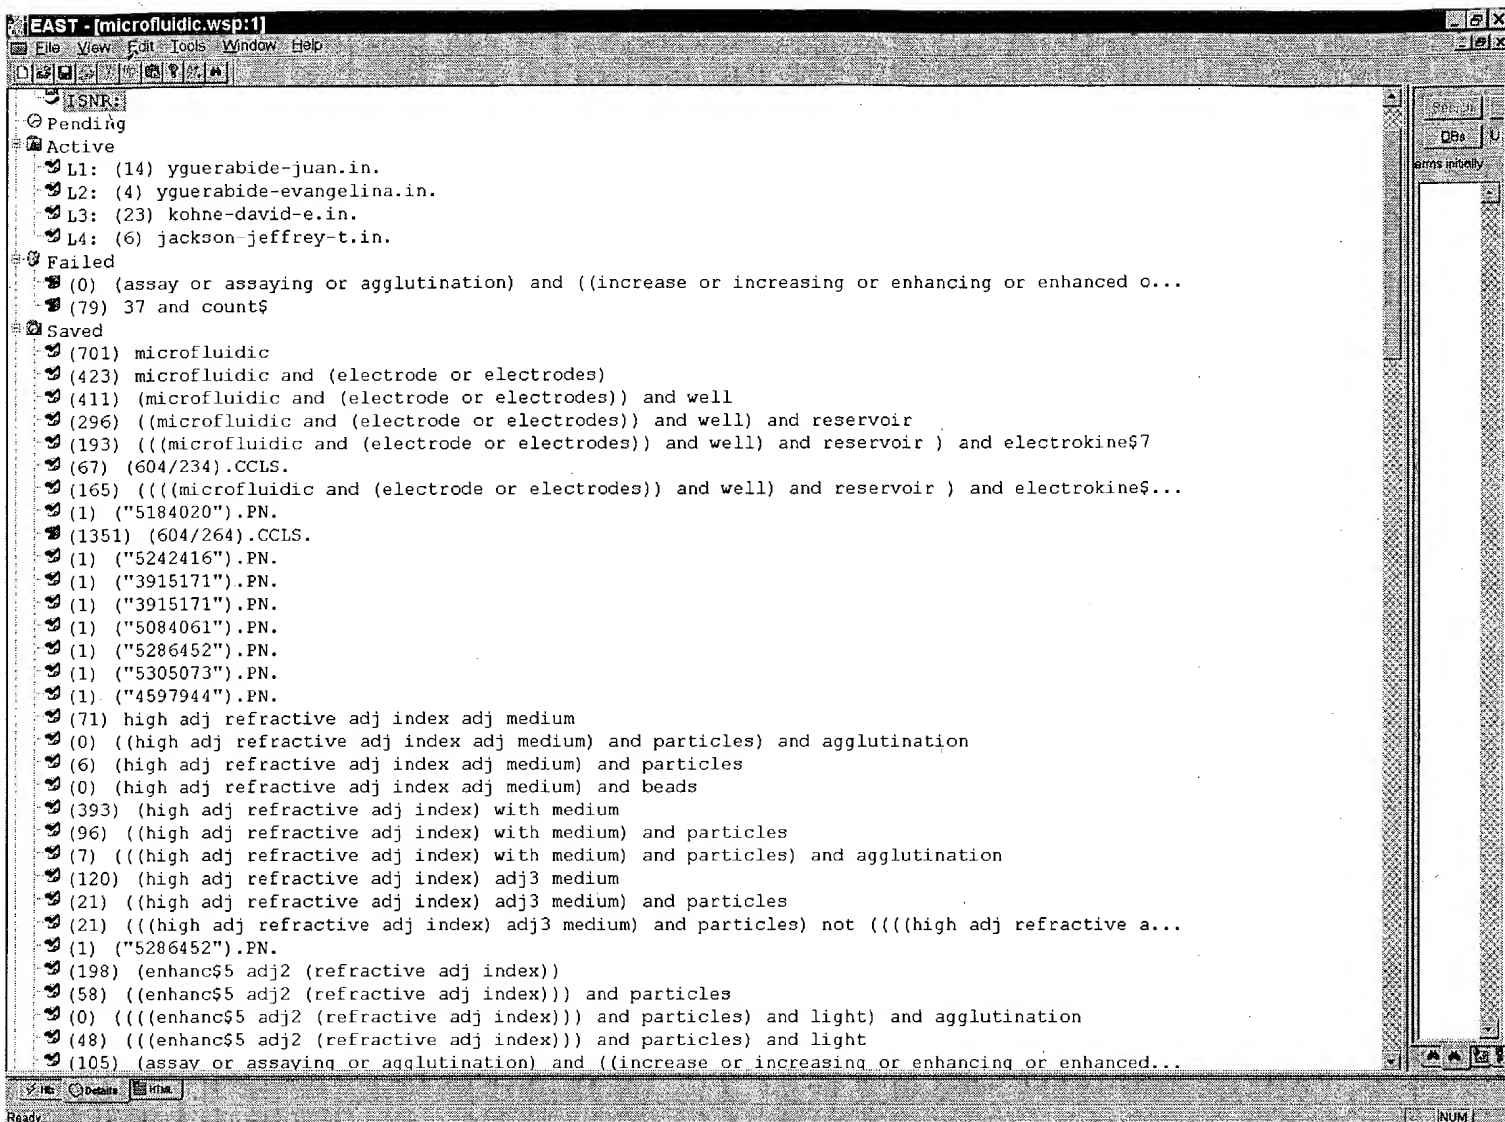 EAST - [microfluidic.wsp:1]
File View Edit Tools Window Help
ISNR:
Pending
Active
L1: (14) yguerabide-juan.in.
L2: (4) yguerabide-evangelina.in.
L3: (23) kohne-david-e.in.
L4: (6) jackson-jeffrey-t.in.
Failed
(0) (assay or assaying or agglutination) and ((increase or increasing or enhancing or enhanced o...
(79) 37 and count$
Saved
(701) microfluidic
(423) microfluidic and (electrode or electrodes)
(411) (microfluidic and (electrode or electrodes)) and well
(296) ((microfluidic and (electrode or electrodes)) and well) and reservoir
(193) (((microfluidic and (electrode or electrodes)) and well) and reservoir ) and electrokine$7
(67) (604/234).CCLS.
(165) ((((microfluidic and (electrode or electrodes)) and well) and reservoir ) and electrokine$...
(1) ("5184020").PN.
(1351) (604/264).CCLS.
(1) ("5242416").PN.
(1) ("3915171").PN.
(1) ("3915171").PN.
(1) ("5084061").PN.
(1) ("5286452").PN.
(1) ("5305073").PN.
(1) ("4597944").PN.
(71) high adj refractive adj index adj medium
(0) ((high adj refractive adj index adj medium) and particles) and agglutination
(6) (high adj refractive adj index adj medium) and particles
(0) (high adj refractive adj index adj medium) and beads
(393) (high adj refractive adj index) with medium
(96) ((high adj refractive adj index) with medium) and particles
(7) (((high adj refractive adj index) with medium) and particles) and agglutination
(120) (high adj refractive adj index) adj3 medium
(21) ((high adj refractive adj index) adj3 medium) and particles
(21) (((high adj refractive adj index) adj3 medium) and particles) not ((((high adj refractive a...
(1) ("5286452").PN.
(198) (enhanc$5 adj2 (refractive adj index))
(58) ((enhanc$5 adj2 (refractive adj index))) and particles
(0) ((((enhanc$5 adj2 (refractive adj index))) and particles) and light) and agglutination
(48) (((enhanc$5 adj2 (refractive adj index))) and particles) and light
(105) (assay or assaying or agglutination) and ((increase or increasing or enhancing or enhanced...
Search
DBs U
erms initially
Hits Details HTML
Ready
NUM